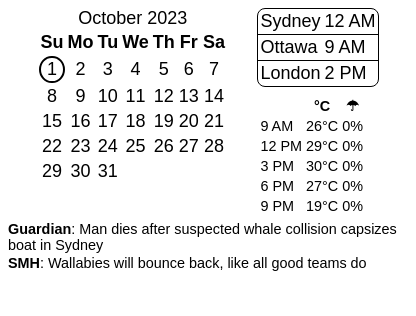 October 2023
Su Mo Tu We Th Fr Sa
1 2 3 4 5 6 7
8 9 10 11 12 13 14
15 16 17 18 19 20 21
22 23 24 25 26 27 28
29 30 31
Sydney 12 AM
Ottawa 9 AM
London 2 PM
°C ☂
9 AM 26°C 0%
12 PM 29°C 0%
3 PM 30°C 0%
6 PM 27°C 0%
9 PM 19°C 0%
Guardian: Man dies after suspected whale collision capsizes
boat in Sydney
SMH: Wallabies will bounce back, like all good teams do